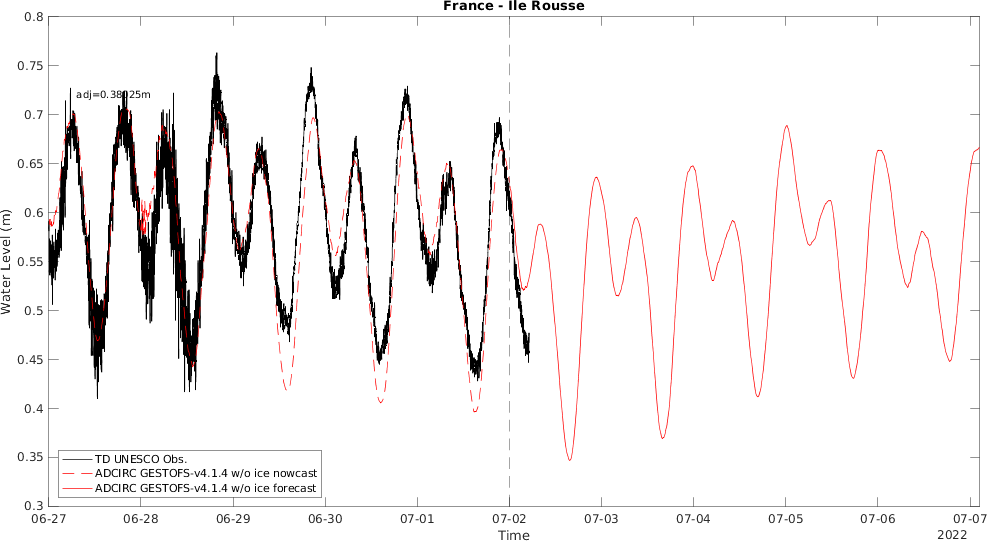 France - Ile Rousse
0.8
0.75
0.7
0.65
0.6
0.55
0.5
0.45
0.4
0.35
0.3
Water Level (m)
TD UNESCO Obs.
ADCIRC GESTOFS-v4.1.4 w/o ice nowcast
ADCIRC GESTOFS-v4.1.4 w/o ice forecast
06-27 06-28 06-29 06-30 07-01 07-02 07-03 07-04 07-05 07-06 07-07
Time
2022